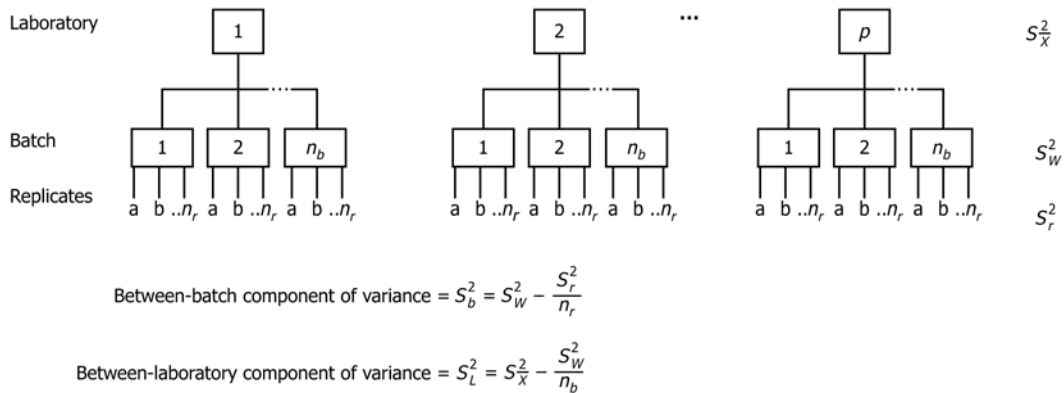 Laboratory 1 2 ... p S²_X̄
Batch 1 2 n_b 1 2 n_b 1 2 n_b S²_W
Replicates
a b ..n_r a b ..n_r a b ..n_r a b ..n_r a b ..n_r a b ..n_r a b ..n_r a b ..n_r a b ..n_r S²_r
Between-batch component of variance = S²_b = S²_W − S²_r / n_r
Between-laboratory component of variance = S²_L = S²_X̄ − S²_W / n_b